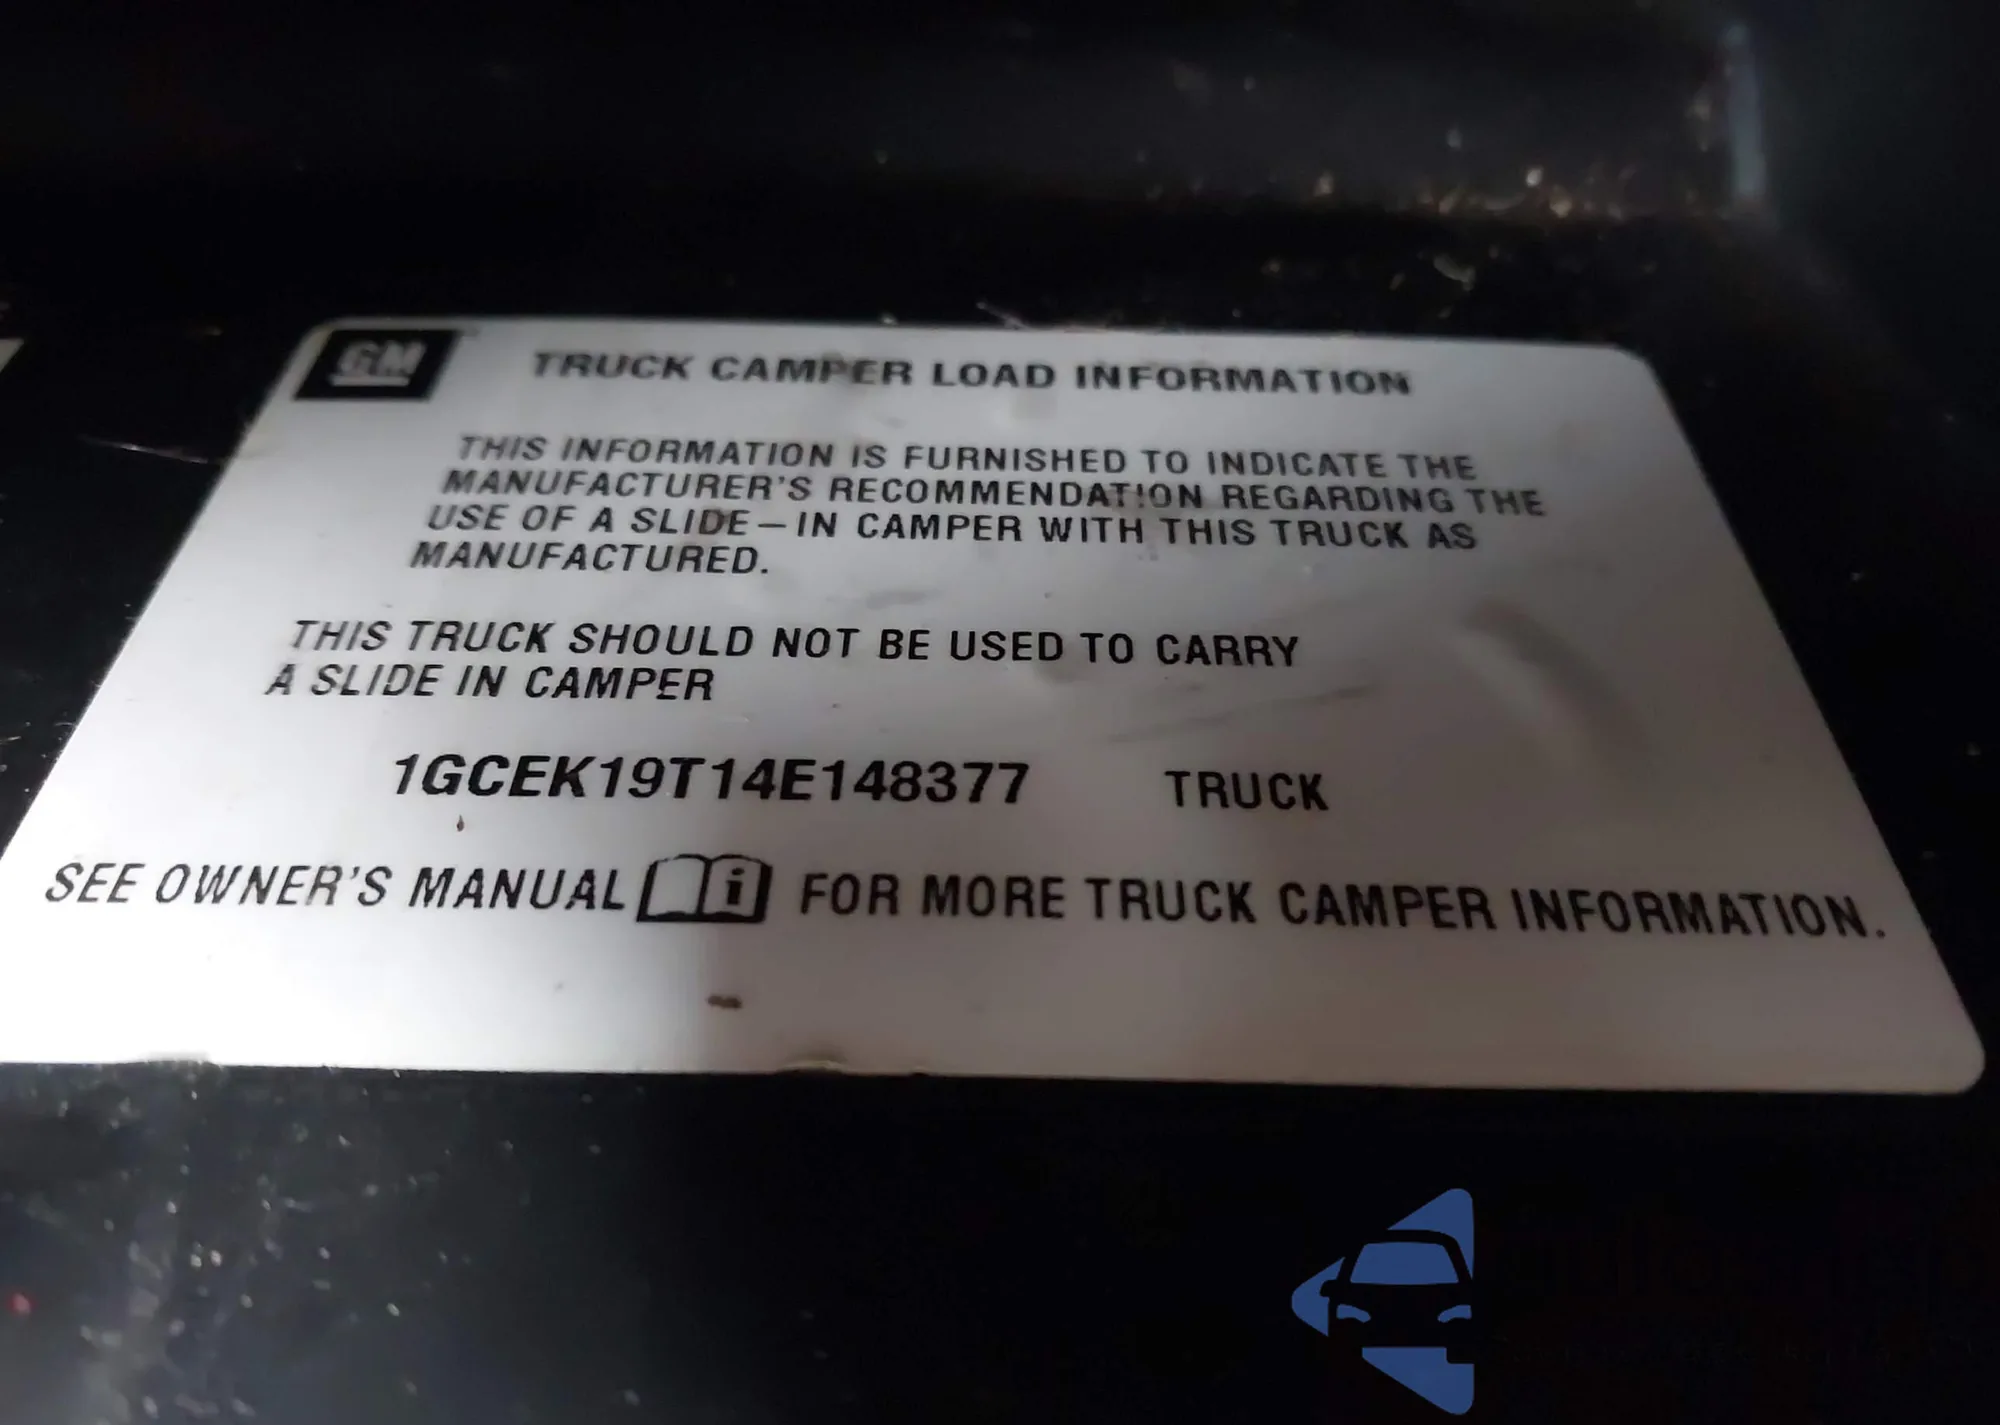 GM
TRUCK CAMPER LOAD INFORMATION
THIS INFORMATION IS FURNISHED TO INDICATE THE
MANUFACTURER'S RECOMMENDATION REGARDING THE
USE OF A SLIDE—IN CAMPER WITH THIS TRUCK AS
MANUFACTURED.
THIS TRUCK SHOULD NOT BE USED TO CARRY
A SLIDE IN CAMPER
1GCEK19T14E148377 TRUCK
SEE OWNER'S MANUAL i FOR MORE TRUCK CAMPER INFORMATION.